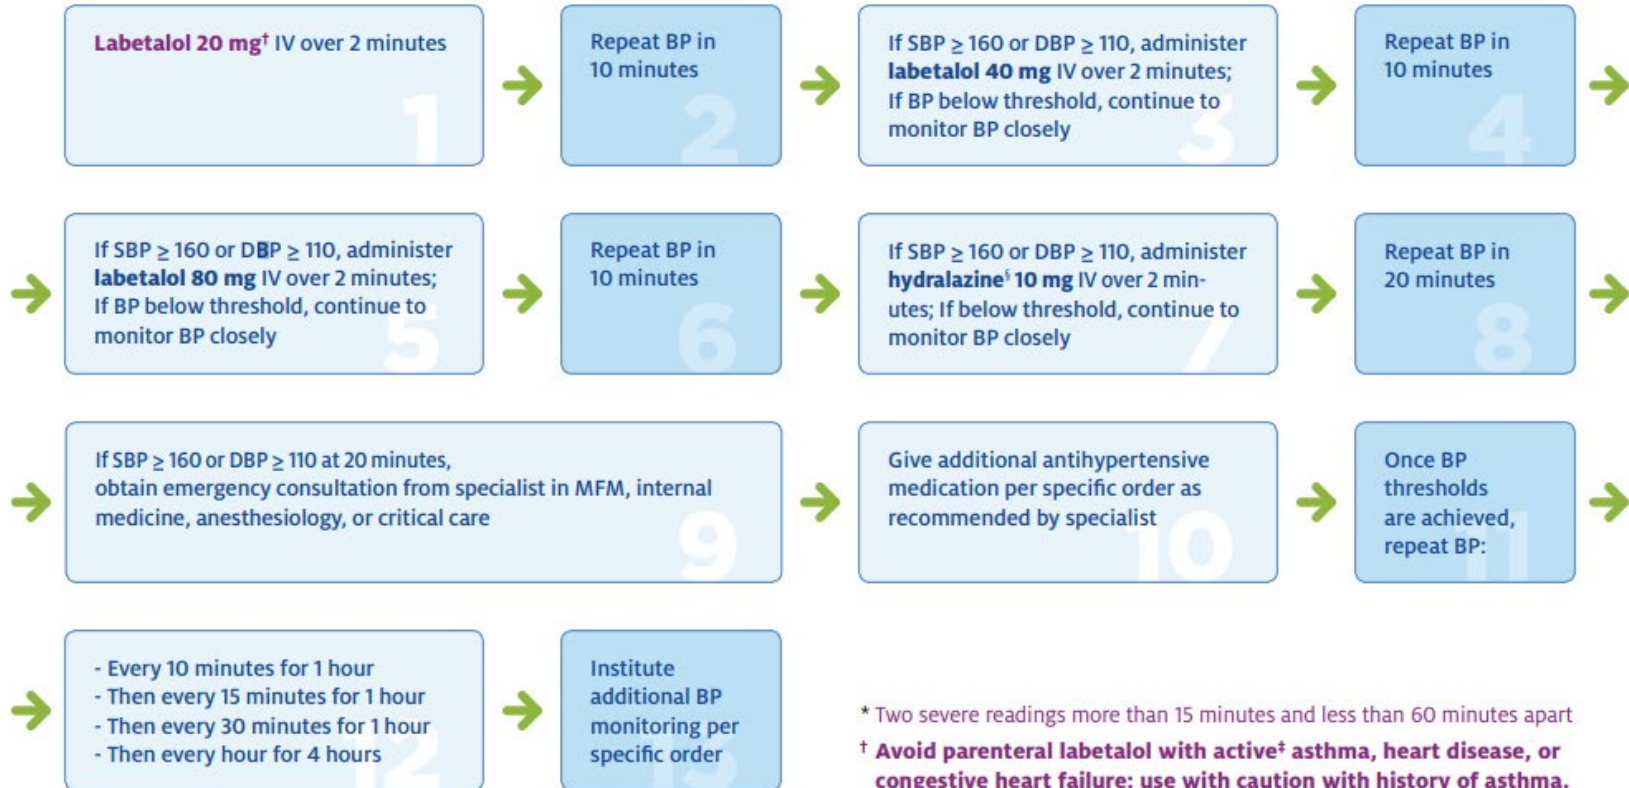 Labetalol 20 mg† IV over 2 minutes
1
Repeat BP in
10 minutes
2
If SBP ≥ 160 or DBP ≥ 110, administer
labetalol 40 mg IV over 2 minutes;
If BP below threshold, continue to
monitor BP closely
3
Repeat BP in
10 minutes
4
If SBP ≥ 160 or DBP ≥ 110, administer
labetalol 80 mg IV over 2 minutes;
If BP below threshold, continue to
monitor BP closely
5
Repeat BP in
10 minutes
6
If SBP ≥ 160 or DBP ≥ 110, administer
hydralazine§ 10 mg IV over 2 min-
utes; If below threshold, continue to
monitor BP closely
7
Repeat BP in
20 minutes
8
If SBP ≥ 160 or DBP ≥ 110 at 20 minutes,
obtain emergency consultation from specialist in MFM, internal
medicine, anesthesiology, or critical care
9
Give additional antihypertensive
medication per specific order as
recommended by specialist
10
Once BP
thresholds
are achieved,
repeat BP:
11
- Every 10 minutes for 1 hour
- Then every 15 minutes for 1 hour
- Then every 30 minutes for 1 hour
- Then every hour for 4 hours
12
Institute
additional BP
monitoring per
specific order
13
* Two severe readings more than 15 minutes and less than 60 minutes apart
† Avoid parenteral labetalol with active‡ asthma, heart disease, or
congestive heart failure; use with caution with history of asthma.